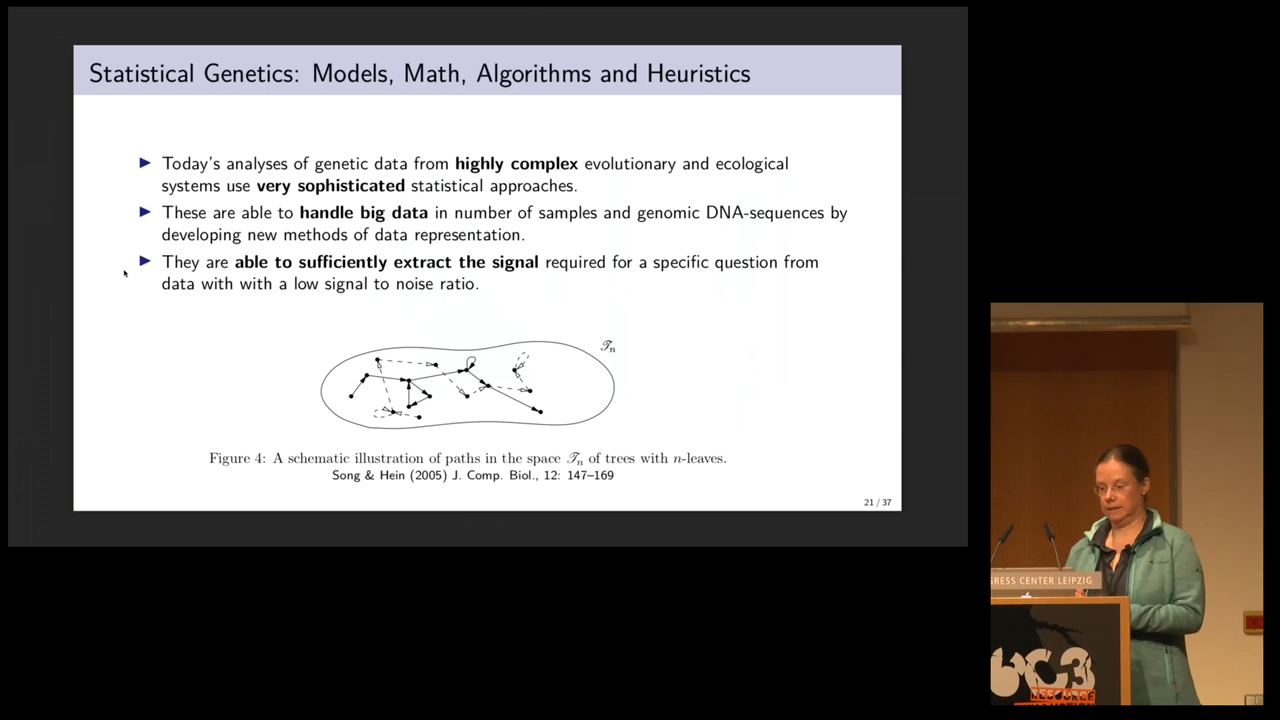 Statistical Genetics: Models, Math, Algorithms and Heuristics
Today's analyses of genetic data from highly complex evolutionary and ecological
systems use very sophisticated statistical approaches.
These are able to handle big data in number of samples and genomic DNA-sequences by
developing new methods of data representation.
They are able to sufficiently extract the signal required for a specific question from
data with with a low signal to noise ratio.
𝒯n
Figure 4: A schematic illustration of paths in the space 𝒯n of trees with n-leaves.
Song & Hein (2005) J. Comp. Biol., 12: 147–169
21 / 37
RESS CENTER LEIPZIG
C3
RESOURCE